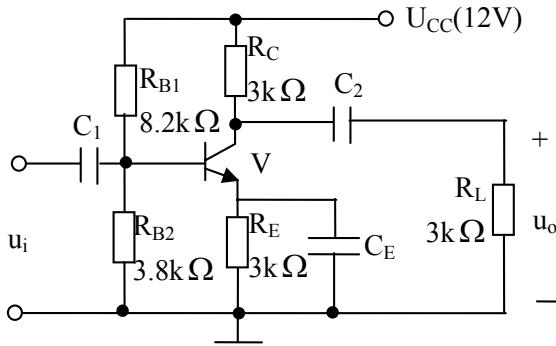 U_CC(12V)
R_C
3kΩ
C_2
R_B1
8.2kΩ
C_1
V
+
R_L
3kΩ
u_o
u_i
R_B2
3.8kΩ
R_E
3kΩ
C_E
—